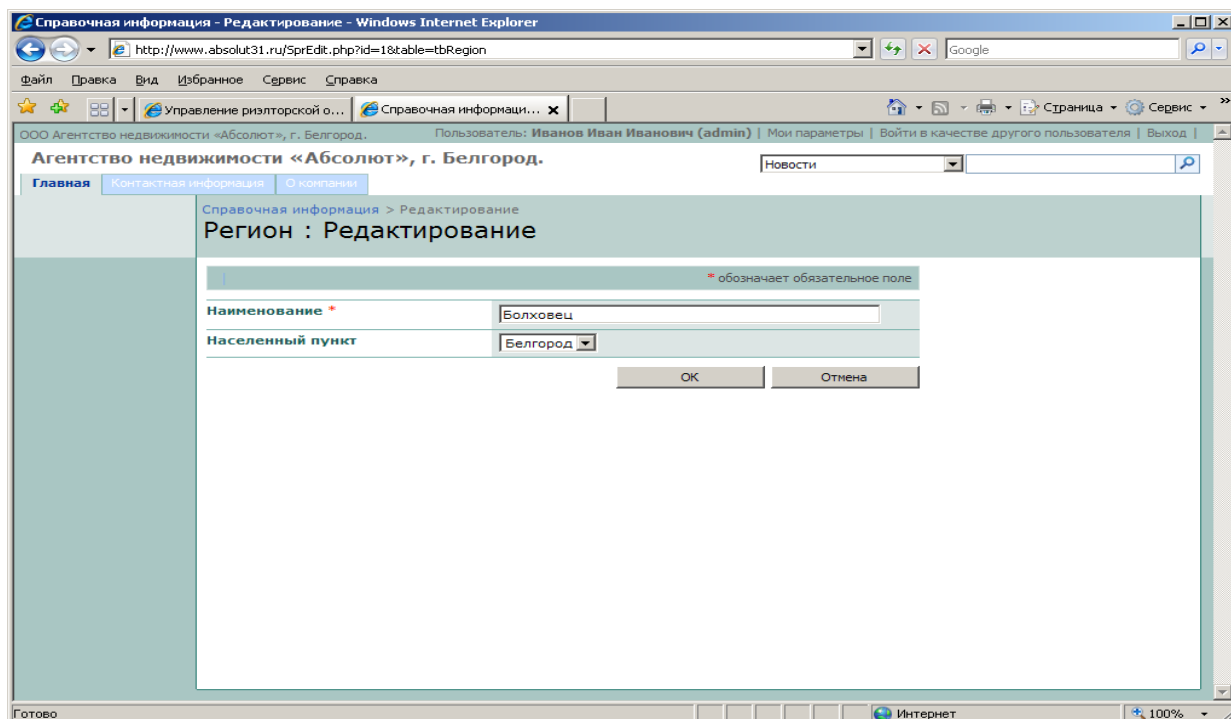 Справочная информация - Редактирование - Windows Internet Explorer
http://www.absolut31.ru/SprEdit.php?id=1&table=tbRegion
Google
Файл Правка Вид Избранное Сервис Справка
Управление риэлторской о... Справочная информаци... Страница Сервис »
ООО Агентство недвижимости «Абсолют», г. Белгород. Пользователь: Иванов Иван Иванович (admin) | Мои параметры | Войти в качестве другого пользователя | Выход |
Агентство недвижимости «Абсолют», г. Белгород.
Новости
Главная Контактная информация О компании
Справочная информация > Редактирование
Регион : Редактирование
| * обозначает обязательное поле
Наименование * Болховец
Населенный пункт Белгород
OK Отмена
Готово Интернет 100%